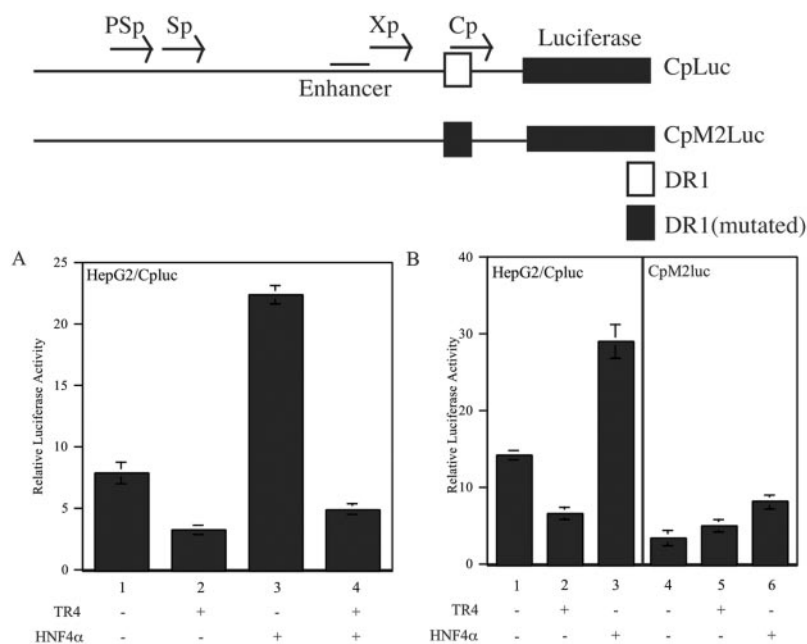 PSp Sp Xp Cp Luciferase
Enhancer CpLuc
CpM2Luc
DR1
DR1(mutated)
A
HepG2/Cpluc
Relative Luciferase Activity
25
20
15
10
5
0
1 2 3 4
TR4 - + - +
HNF4α - - + +
B
HepG2/Cpluc CpM2luc
Relative Luciferase Activity
40
30
20
10
0
1 2 3 4 5 6
TR4 - + - - + -
HNF4α - - + - - +